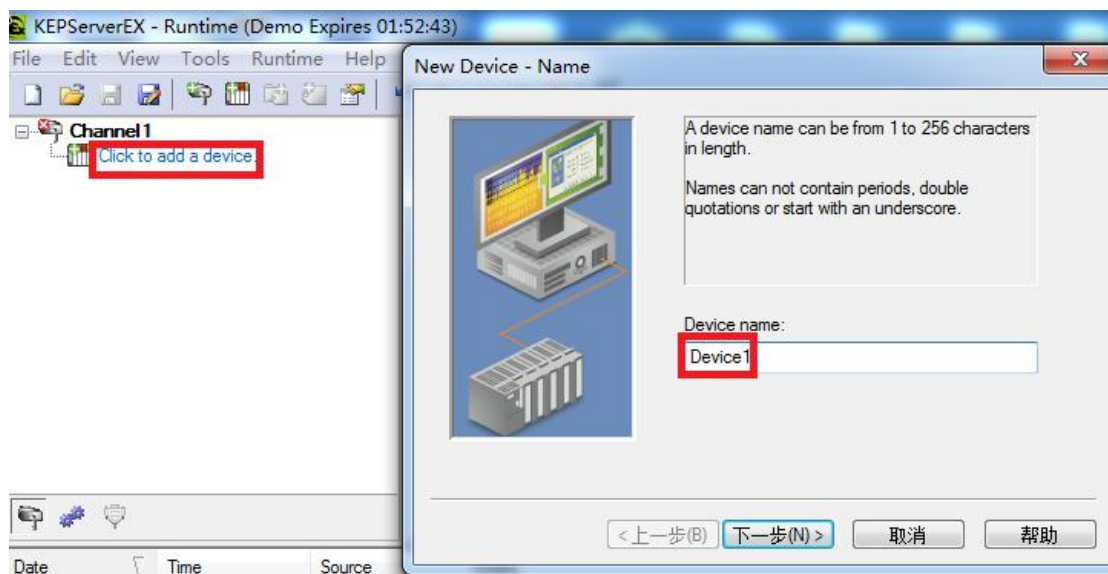 KEPServerEX - Runtime (Demo Expires 01:52:43)
File Edit View Tools Runtime Help
Channel1
Click to add a device.
Date Time Source
New Device - Name
A device name can be from 1 to 256 characters
in length.
Names can not contain periods, double
quotations or start with an underscore.
Device name:
Device1
<上一步(B) 下一步(N)> 取消 帮助